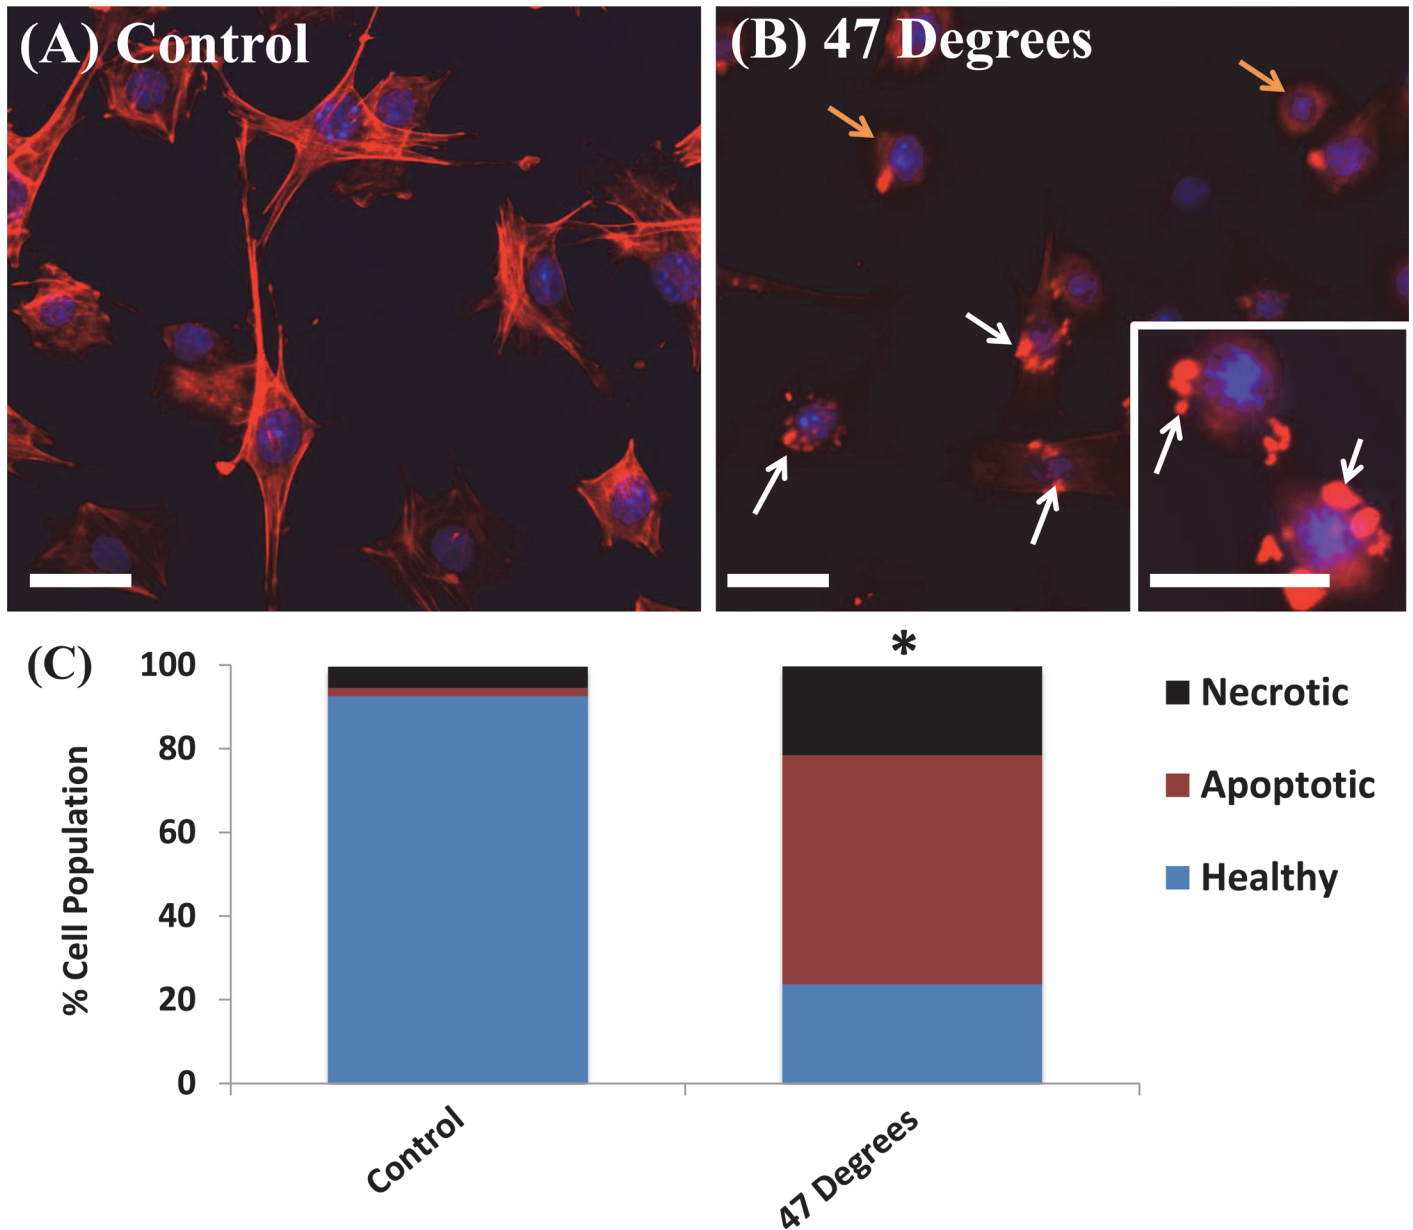 (A) Control
(B) 47 Degrees
(C)
*
100
80
60
40
20
0
% Cell Population
Control
47 Degrees
Necrotic
Apoptotic
Healthy